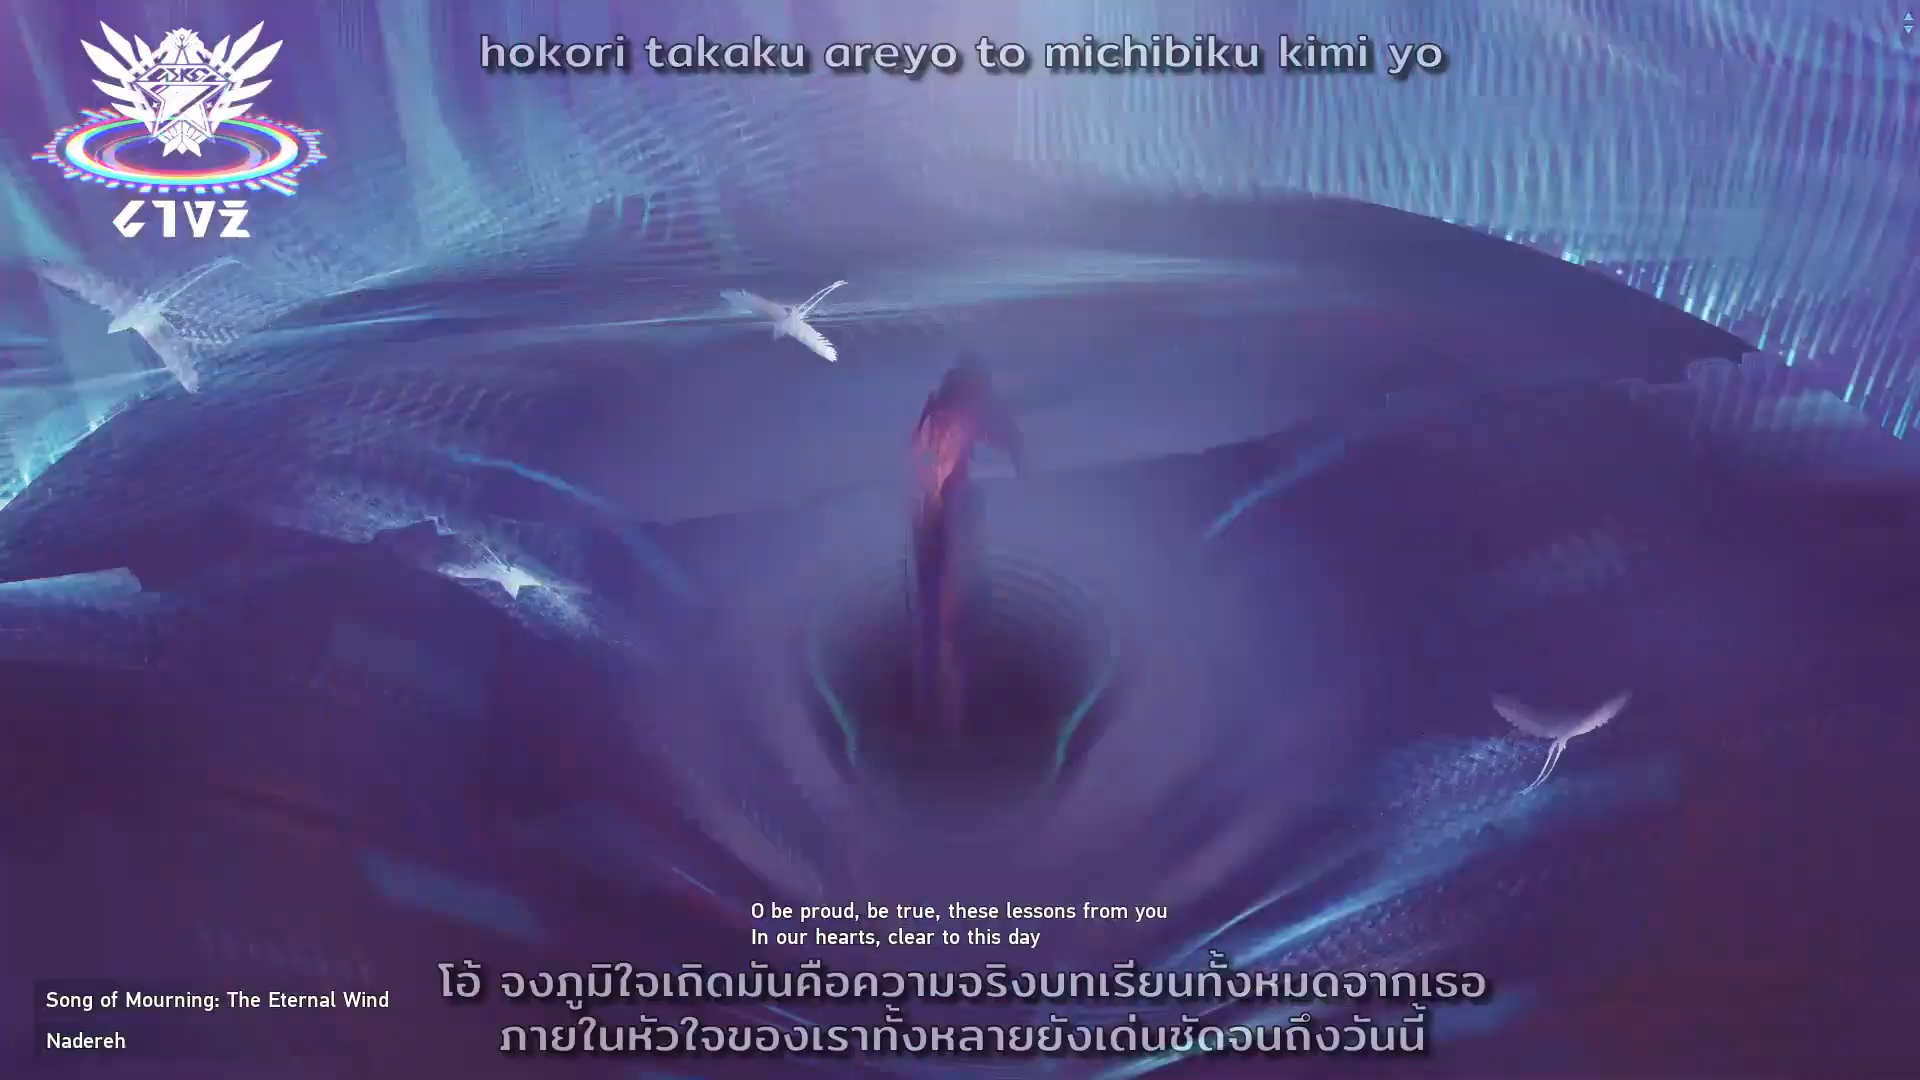 hokori takaku areyo to michibiku kimi yo
O be proud, be true, these lessons from you
In our hearts, clear to this day
โอ้ จงภูมิใจเถิดมันคือความจริงบทเรียนทั้งหมดจากเธอ
ภายในหัวใจของเราทั้งหลายยังเด่นชัดจนถึงวันนี้
Song of Mourning: The Eternal Wind
Nadereh